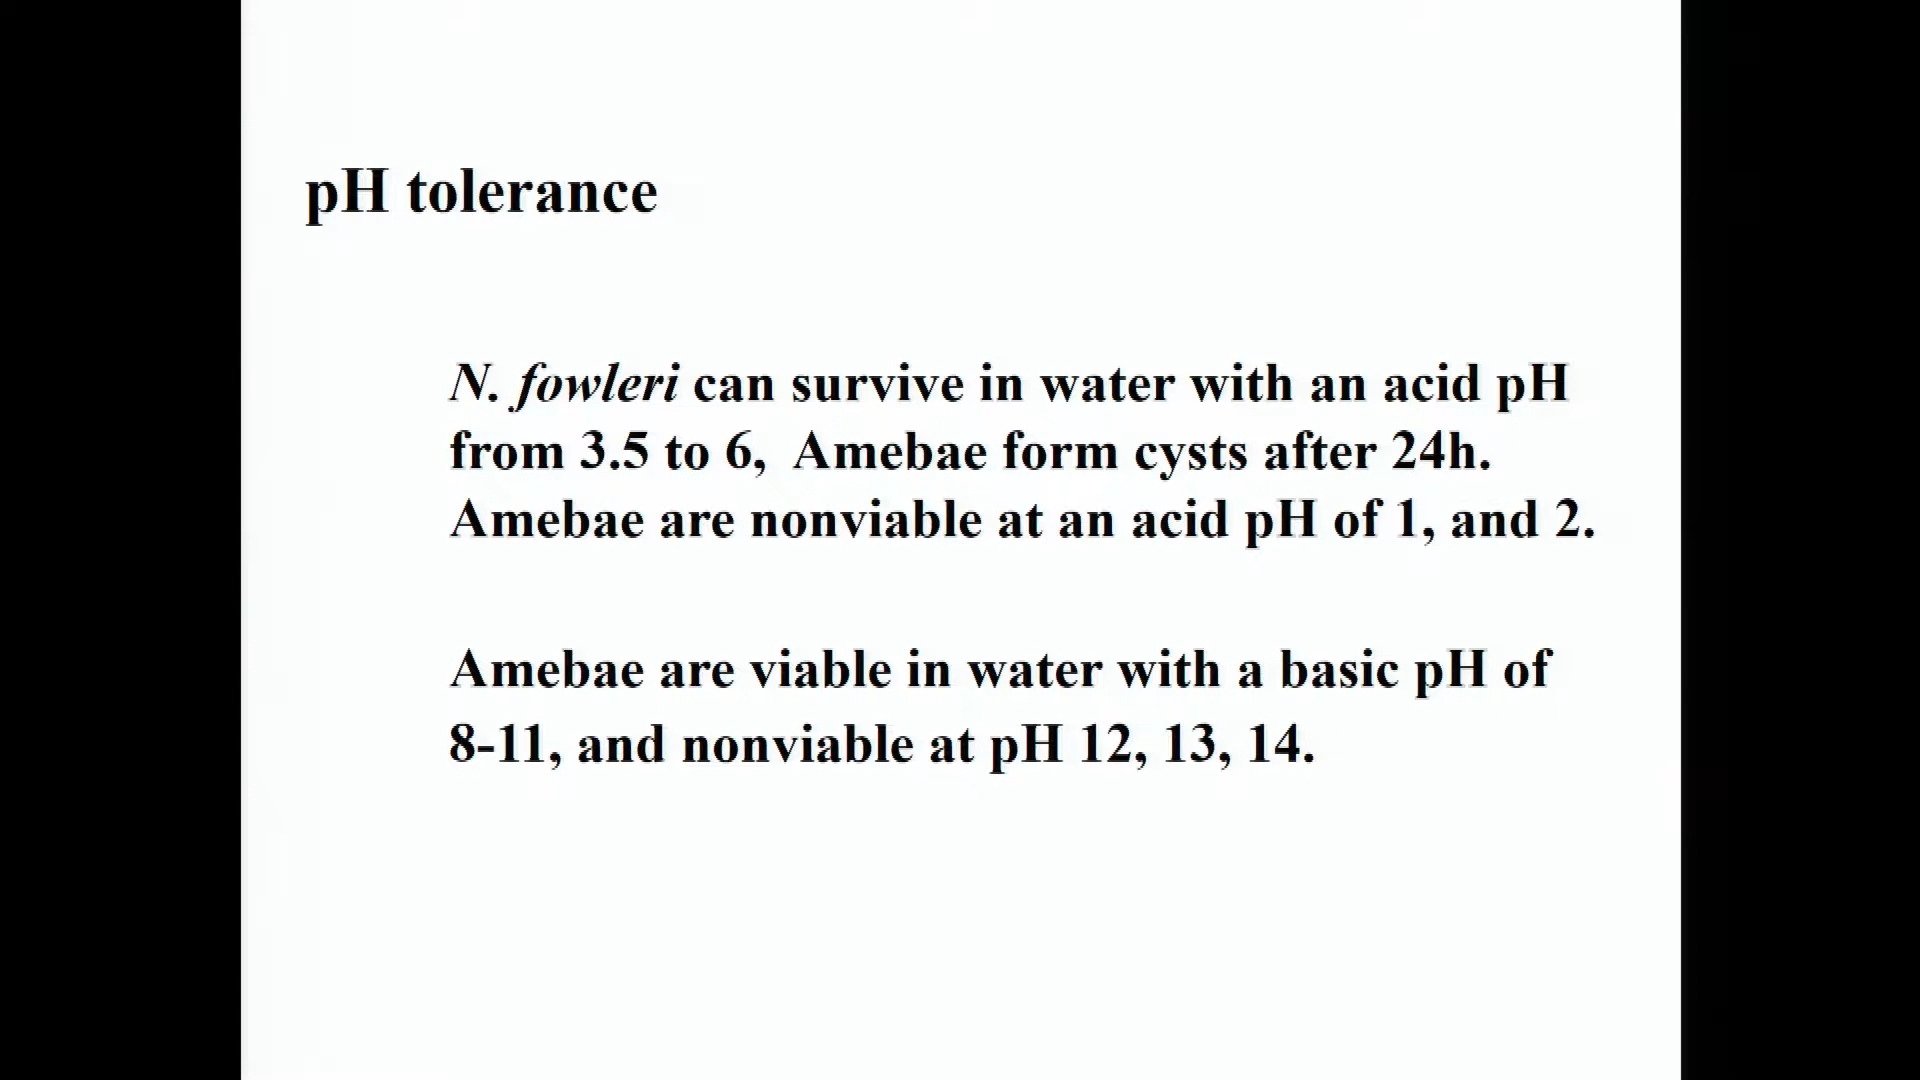 pH tolerance
N. fowleri can survive in water with an acid pH
from 3.5 to 6,  Amebae form cysts after 24h.
Amebae are nonviable at an acid pH of 1, and 2.
Amebae are viable in water with a basic pH of
8-11, and nonviable at pH 12, 13, 14.